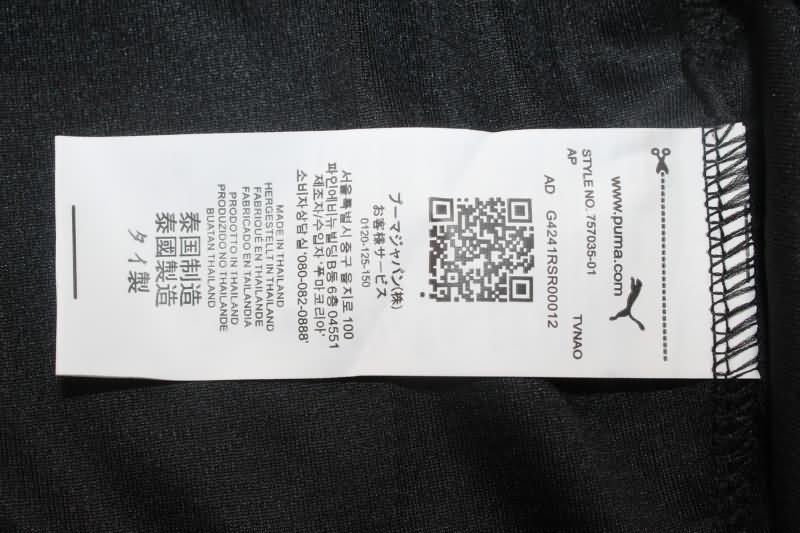 www.puma.com
STYLE NO. 757035-01 TVNAO
AP
AD G4241RSR00012
プーマジャパン(株)
お客様サービス
0120-125-150
서울특별시 중구 을지로 100
파인에비뉴빌딩 B동 6층 04551
제조자/수입자 '푸마코리아'
소비자상담실 '080-082-0888'
MADE IN THAILAND
HERGESTELLT IN THAILAND
FABRIQUÉ EN THAILANDE
FABRICADO EN TAILANDIA
PRODOTTO IN THAILAND
PRODUZIDO NO THAILANDE
BUATAN THAILAND
泰国制造
泰國製造
タイ製